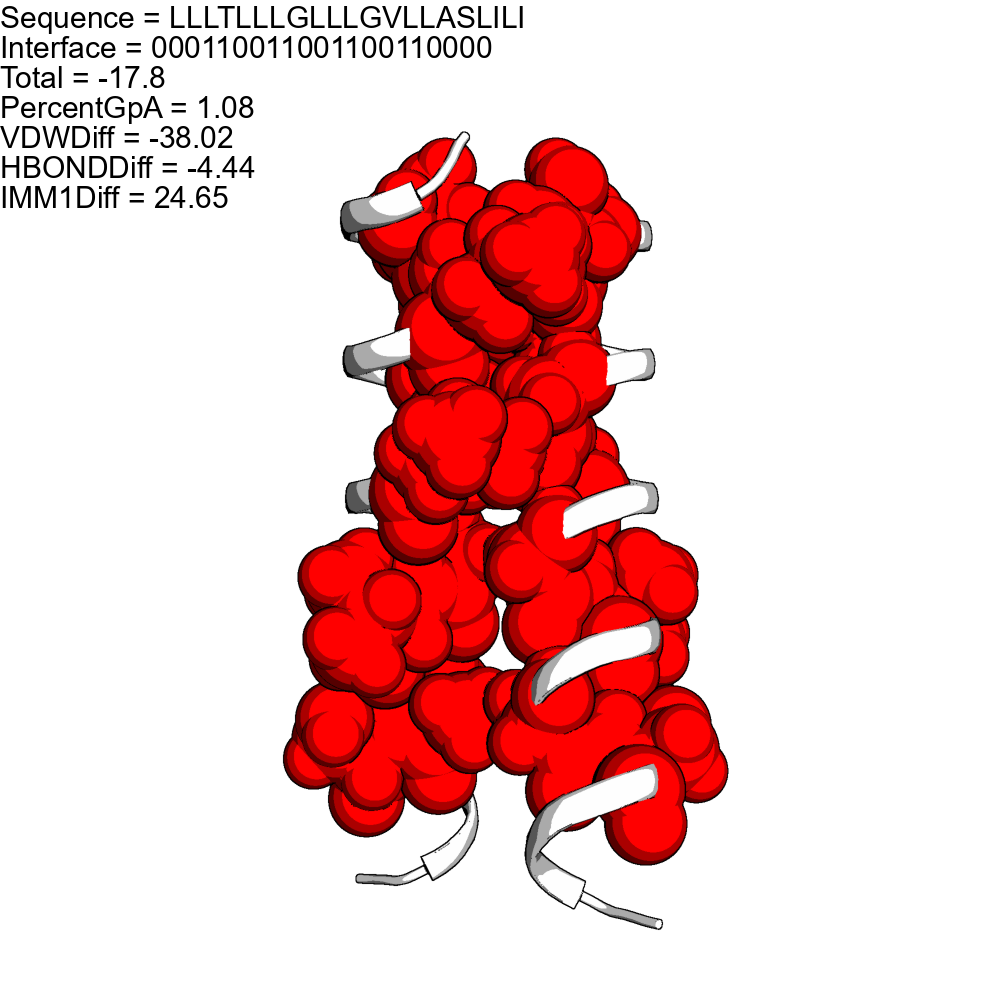 Sequence = LLLTLLLGLLLGVLLASLILI
Interface = 000110011001100110000
Total = -17.8
PercentGpA = 1.08
VDWDiff = -38.02
HBONDDiff = -4.44
IMM1Diff = 24.65